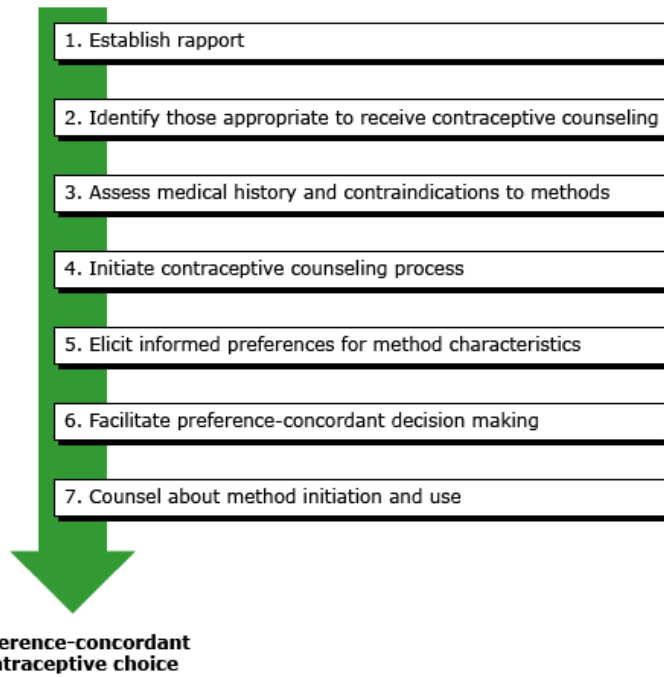 1. Establish rapport
2. Identify those appropriate to receive contraceptive counseling
3. Assess medical history and contraindications to methods
4. Initiate contraceptive counseling process
5. Elicit informed preferences for method characteristics
6. Facilitate preference-concordant decision making
7. Counsel about method initiation and use
erence-concordant
ntraceptive choice